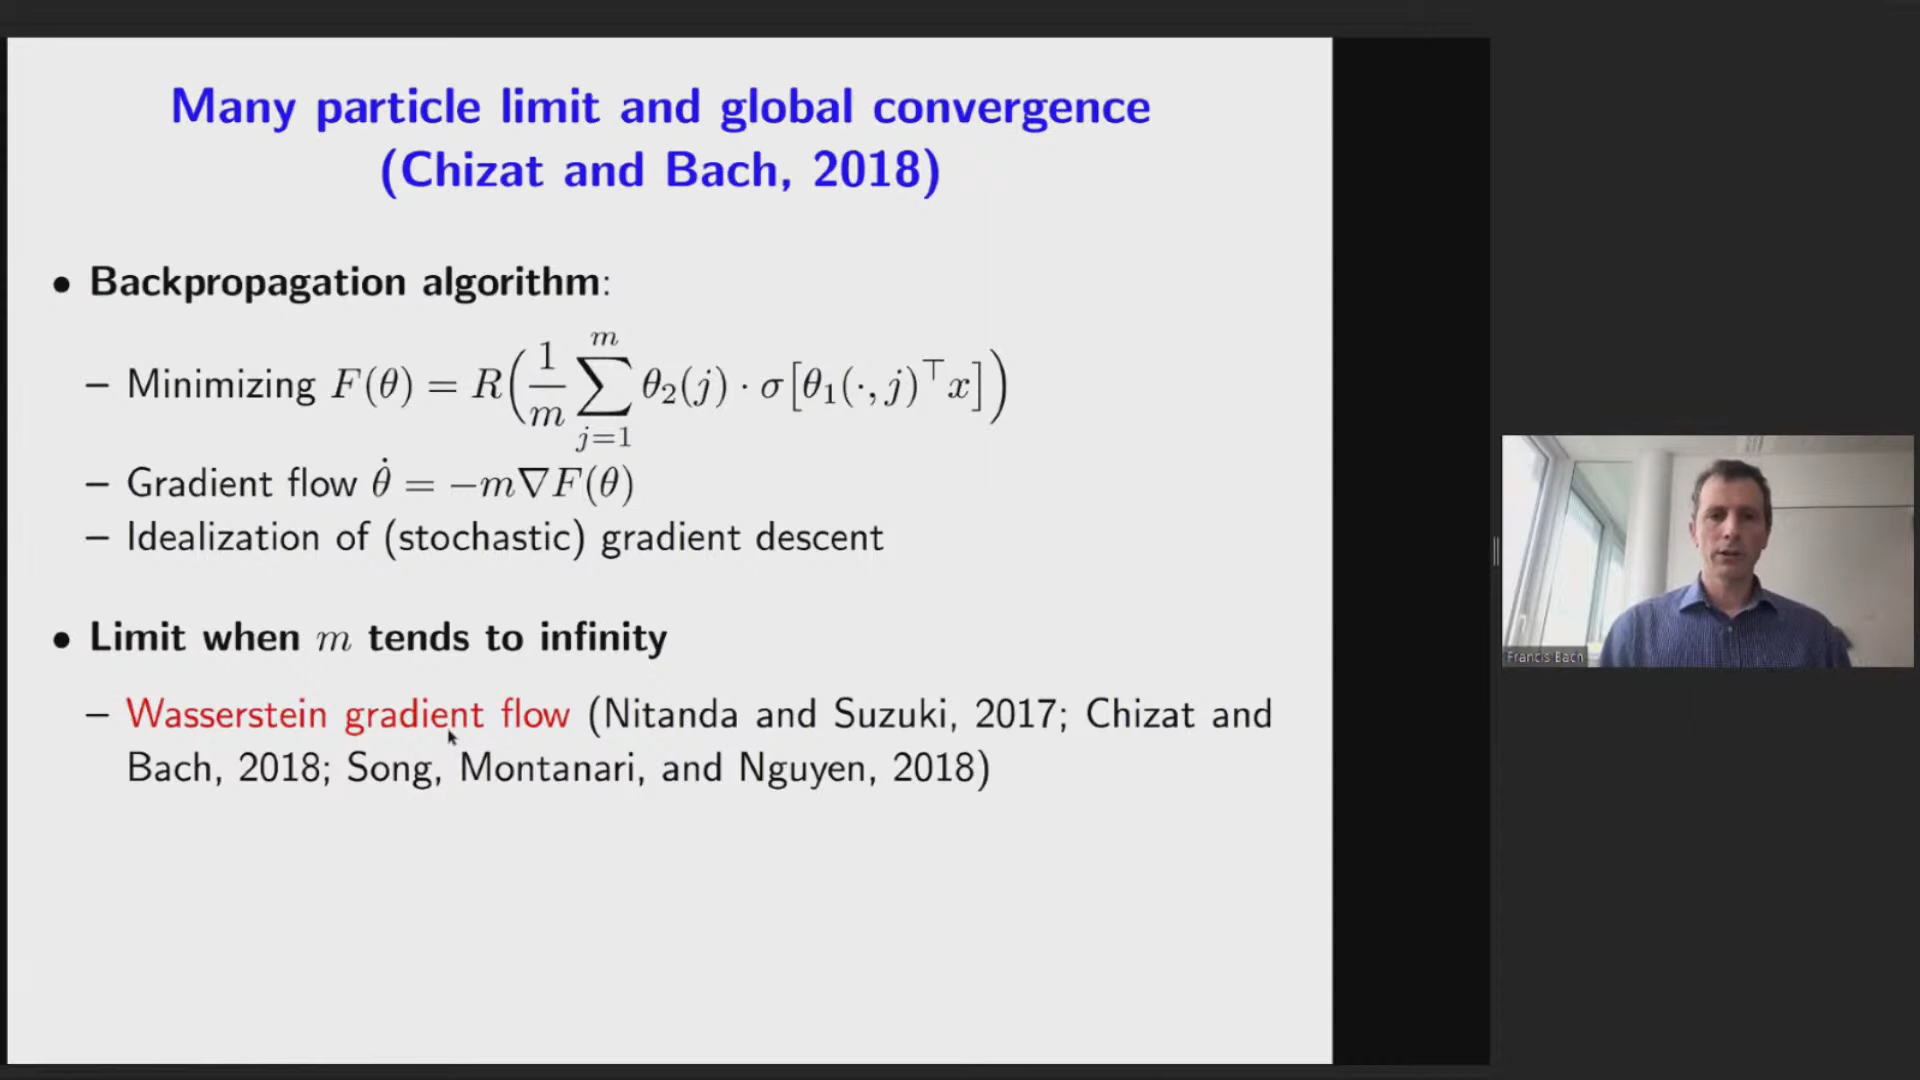 Many particle limit and global convergence
(Chizat and Bach, 2018)
• Backpropagation algorithm:
– Minimizing F(θ) = R(1/m ∑_{j=1}^{m} θ₂(j) · σ[θ₁(·, j)^⊤ x])
– Gradient flow θ̇ = −m∇F(θ)
– Idealization of (stochastic) gradient descent
• Limit when m tends to infinity
– Wasserstein gradient flow (Nitanda and Suzuki, 2017; Chizat and
Bach, 2018; Song, Montanari, and Nguyen, 2018)
Francis Bach